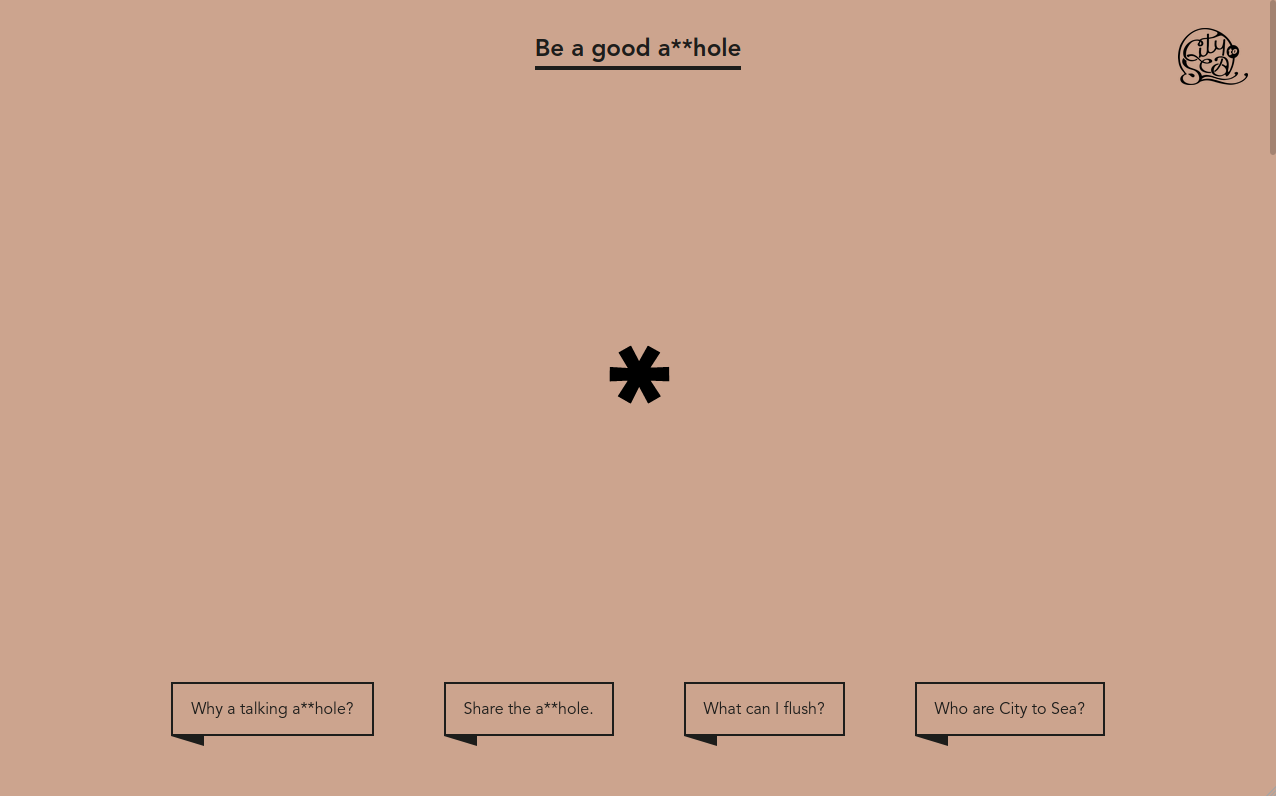 Be a good a**hole
City to
Sea
*
Why a talking a**hole?
Share the a**hole.
What can I flush?
Who are City to Sea?